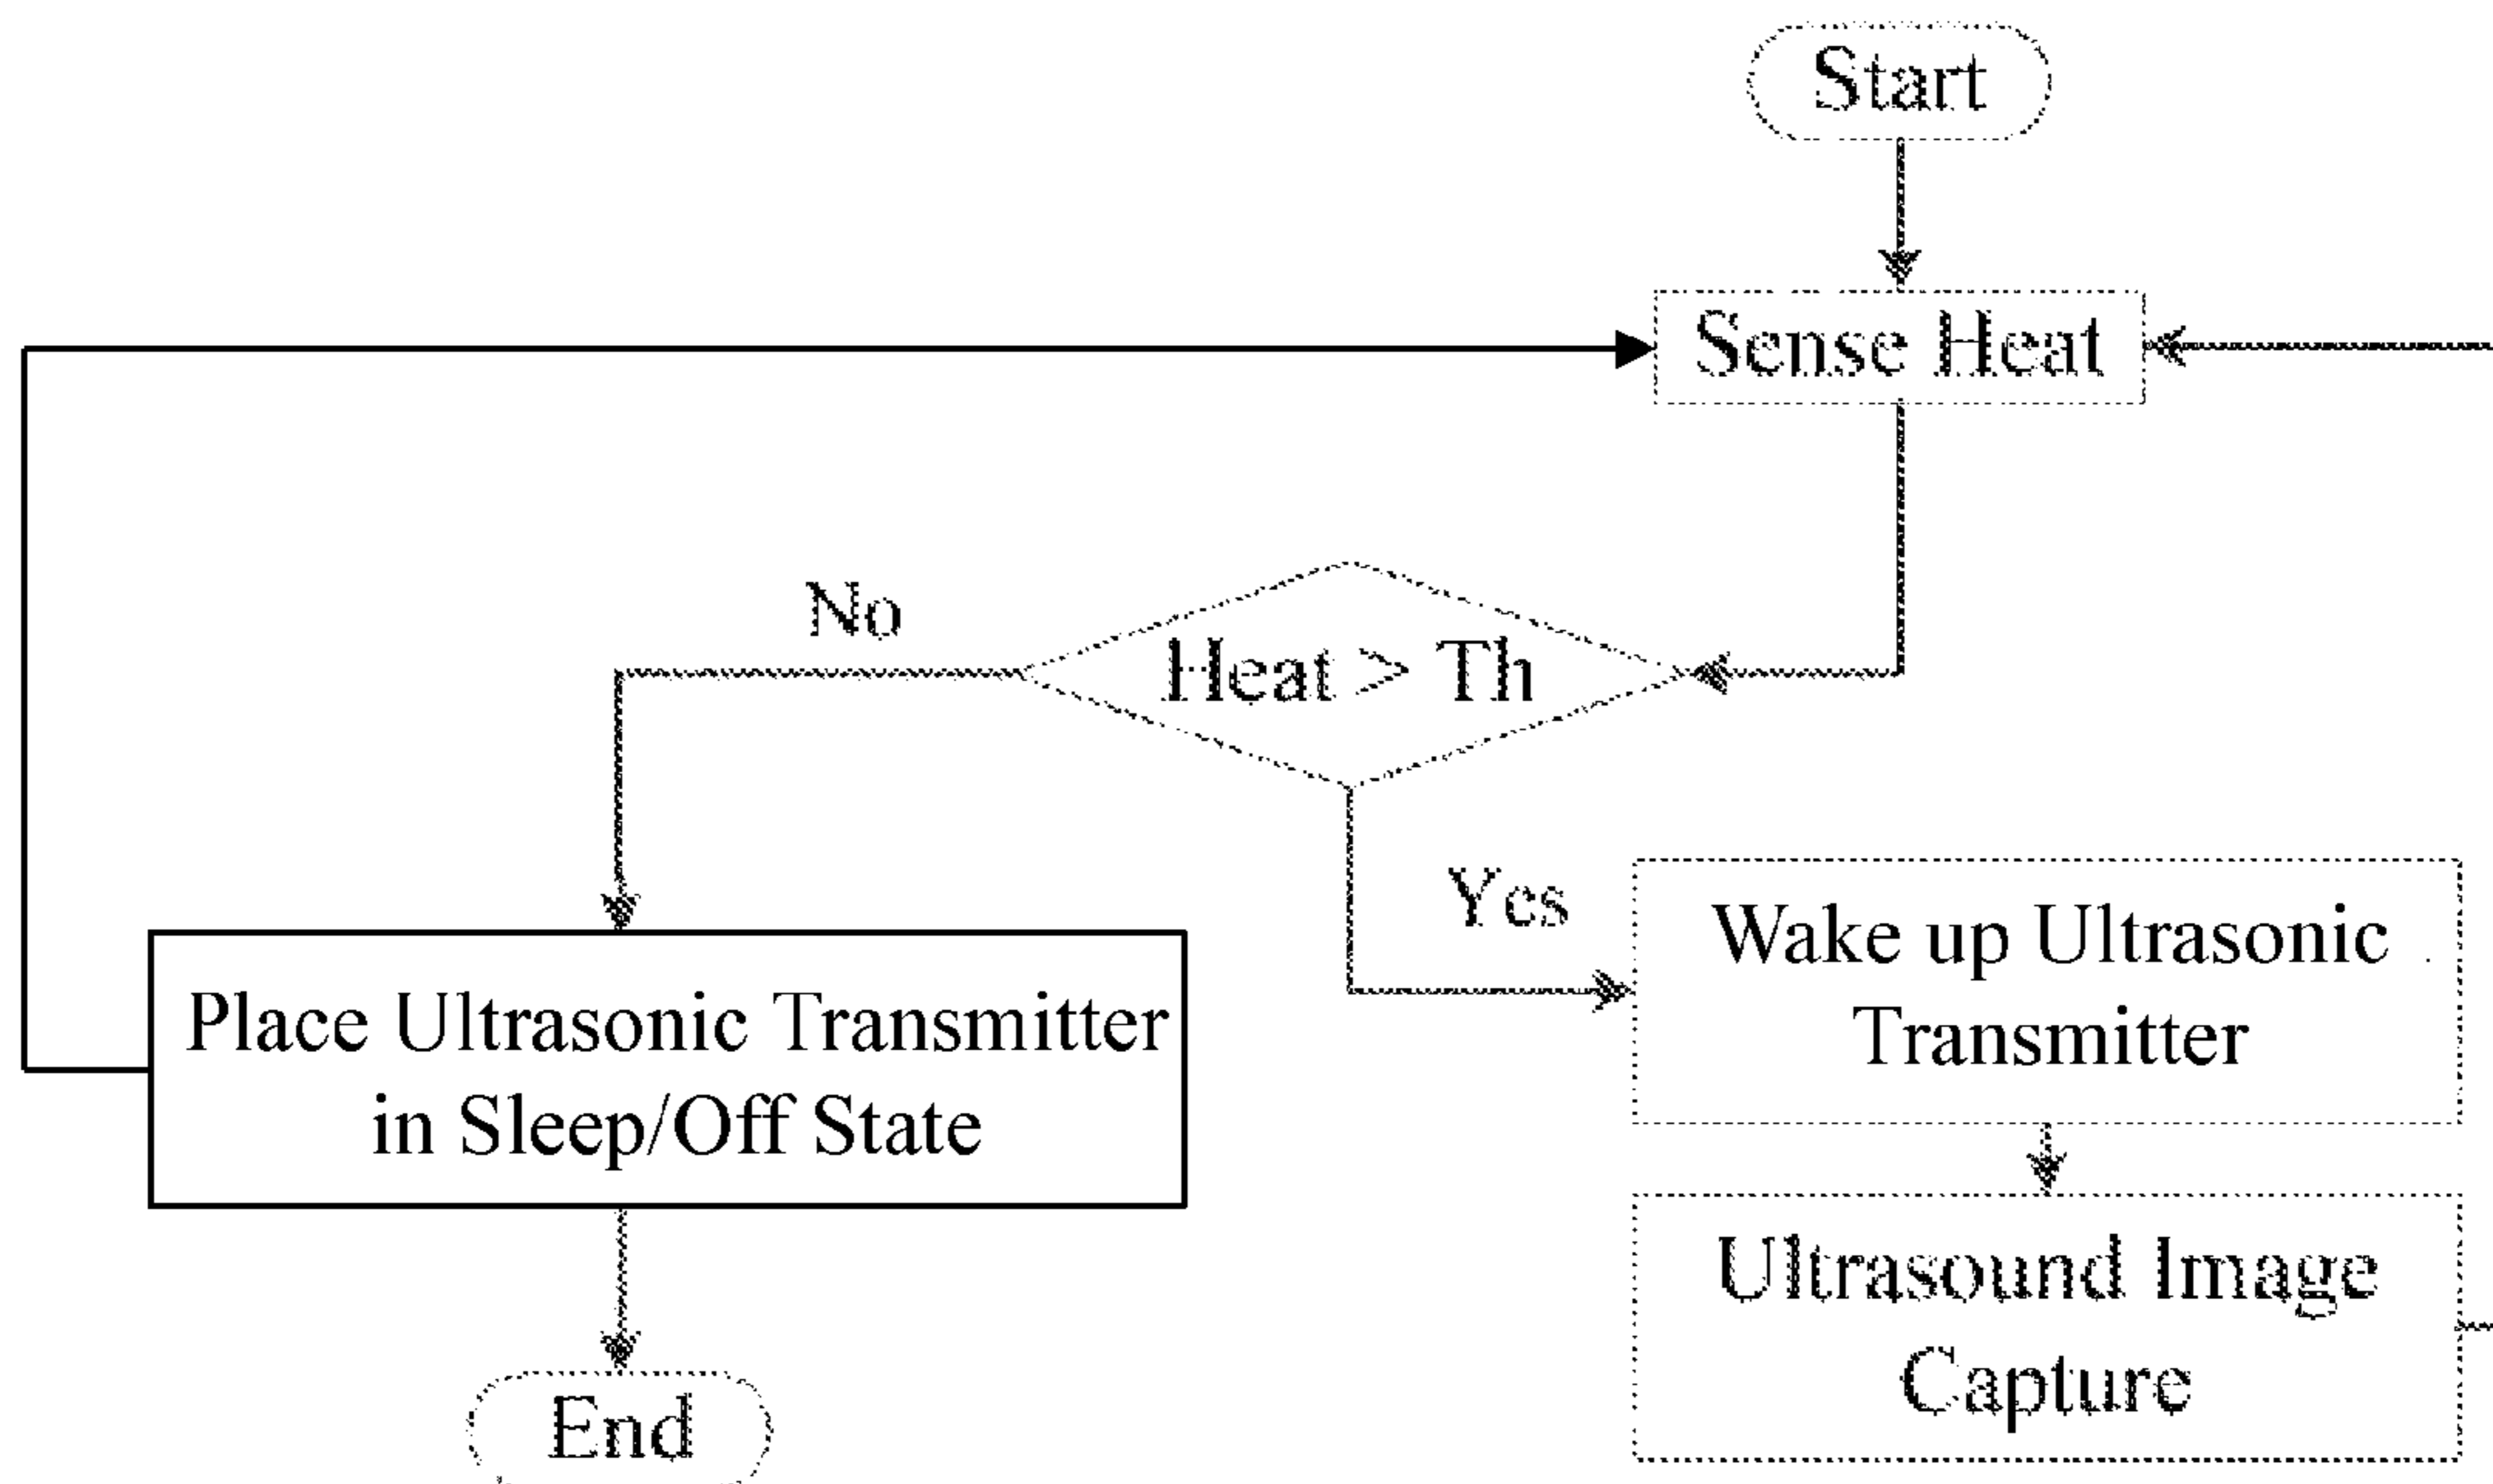 Start
Sense Heat
No
Heat > Th
Yes
Wake up Ultrasonic
Transmitter
Place Ultrasonic Transmitter
in Sleep/Off State
Ultrasound Image
Capture
End